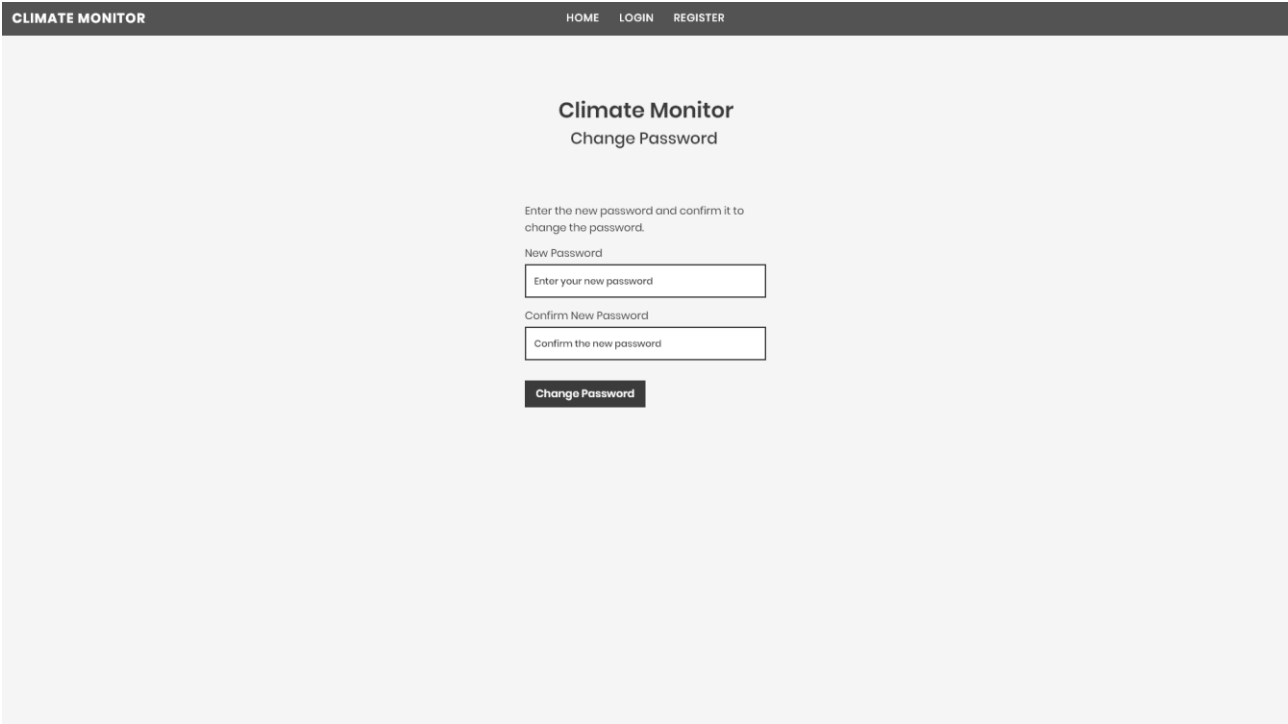 CLIMATE MONITOR
HOME LOGIN REGISTER
Climate Monitor
Change Password
Enter the new password and confirm it to
change the password.
New Password
Enter your new password
Confirm New Password
Confirm the new password
Change Password